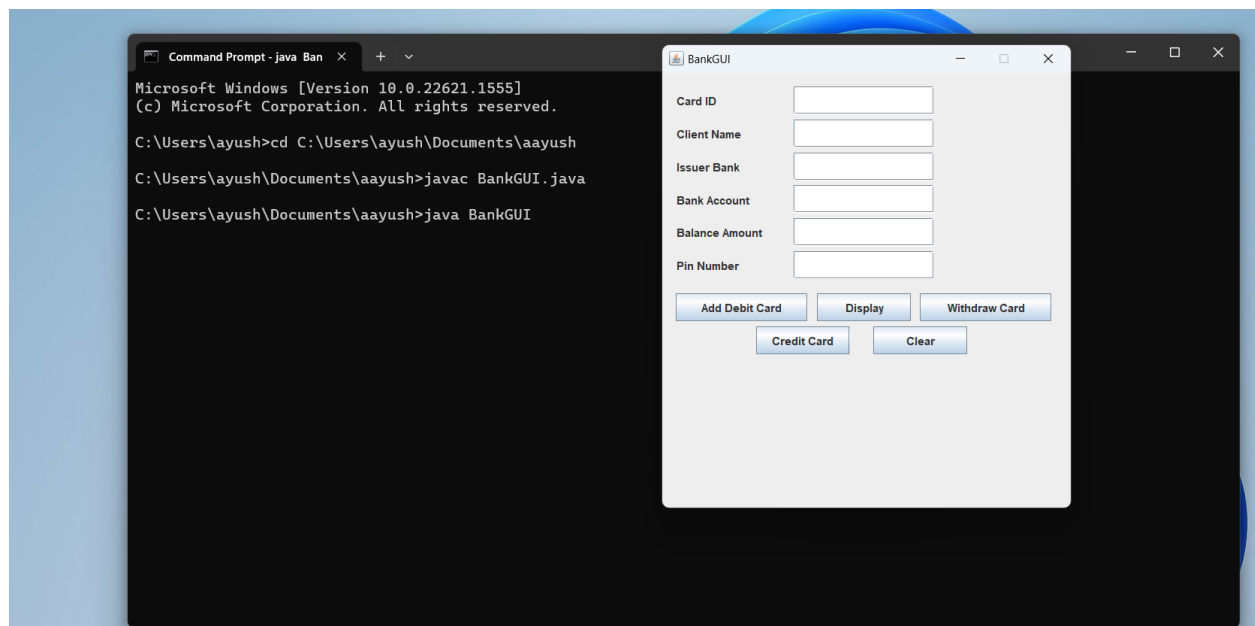 Command Prompt - java Ban
Microsoft Windows [Version 10.0.22621.1555]
(c) Microsoft Corporation. All rights reserved.
C:\Users\ayush>cd C:\Users\ayush\Documents\aayush
C:\Users\ayush\Documents\aayush>javac BankGUI.java
C:\Users\ayush\Documents\aayush>java BankGUI
BankGUI
Card ID
Client Name
Issuer Bank
Bank Account
Balance Amount
Pin Number
Add Debit Card Display Withdraw Card
Credit Card Clear